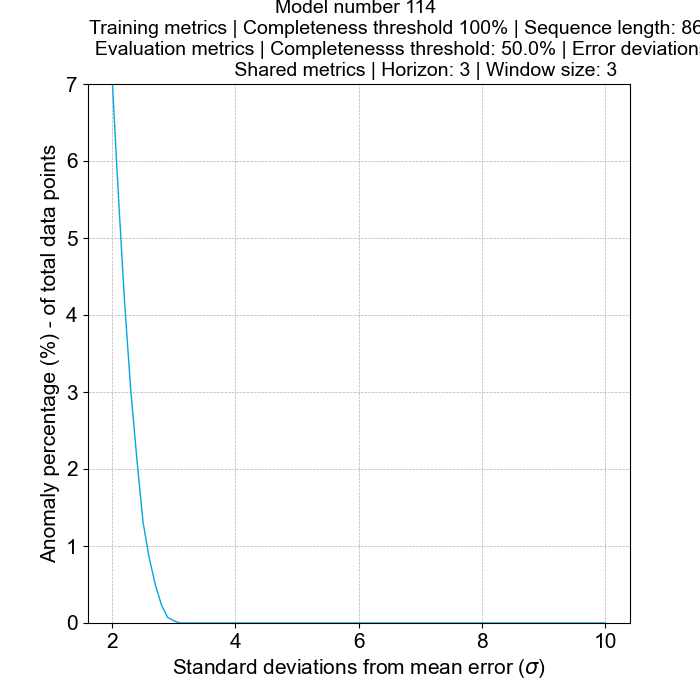 Model number 114
Training metrics | Completeness threshold 100% | Sequence length: 86
Evaluation metrics | Completenesss threshold: 50.0% | Error deviation
Shared metrics | Horizon: 3 | Window size: 3
7
6
5
4
3
2
1
0
Anomaly percentage (%) - of total data points
2 4 6 8 10
Standard deviations from mean error (σ)